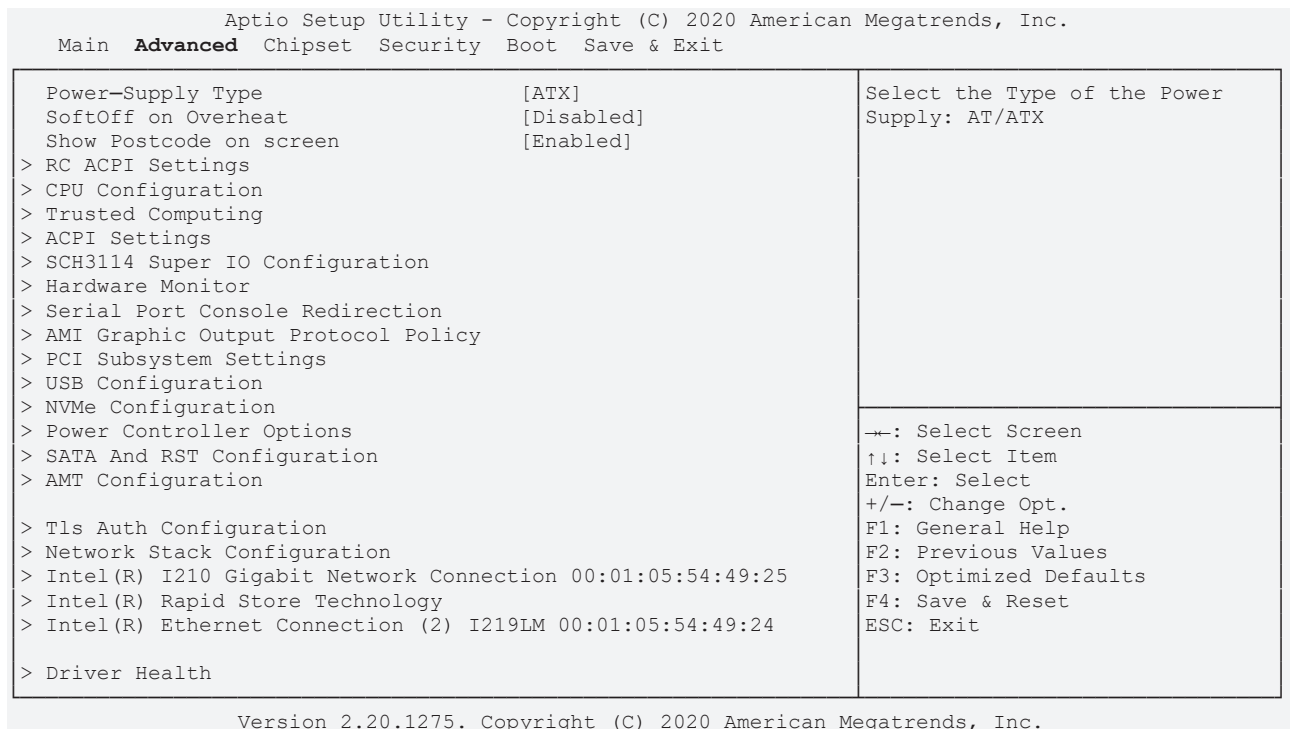 Aptio Setup Utility - Copyright (C) 2020 American Megatrends, Inc.
Main Advanced Chipset Security Boot Save & Exit
Power—Supply Type [ATX]
SoftOff on Overheat [Disabled]
Show Postcode on screen [Enabled]
> RC ACPI Settings
> CPU Configuration
> Trusted Computing
> ACPI Settings
> SCH3114 Super IO Configuration
> Hardware Monitor
> Serial Port Console Redirection
> AMI Graphic Output Protocol Policy
> PCI Subsystem Settings
> USB Configuration
> NVMe Configuration
> Power Controller Options
> SATA And RST Configuration
> AMT Configuration
> Tls Auth Configuration
> Network Stack Configuration
> Intel(R) I210 Gigabit Network Connection 00:01:05:54:49:25
> Intel(R) Rapid Store Technology
> Intel(R) Ethernet Connection (2) I219LM 00:01:05:54:49:24
> Driver Health
Select the Type of the Power
Supply: AT/ATX
→←: Select Screen
↑↓: Select Item
Enter: Select
+/—: Change Opt.
F1: General Help
F2: Previous Values
F3: Optimized Defaults
F4: Save & Reset
ESC: Exit
Version 2.20.1275. Copyright (C) 2020 American Megatrends, Inc.